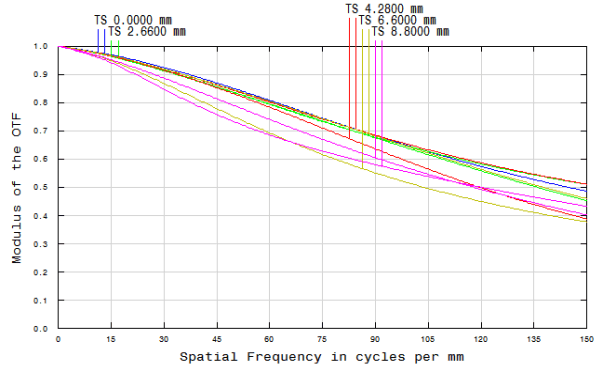 TS 4.2800 mm
TS 0.0000 mm
TS 6.6000 mm
TS 2.6600 mm
TS 8.8000 mm
1.0
0.9
0.8
0.7
0.6
0.5
0.4
0.3
0.2
0.1
0.0
Modulus of the OTF
0 15 30 45 60 75 90 105 120 135 150
Spatial Frequency in cycles per mm